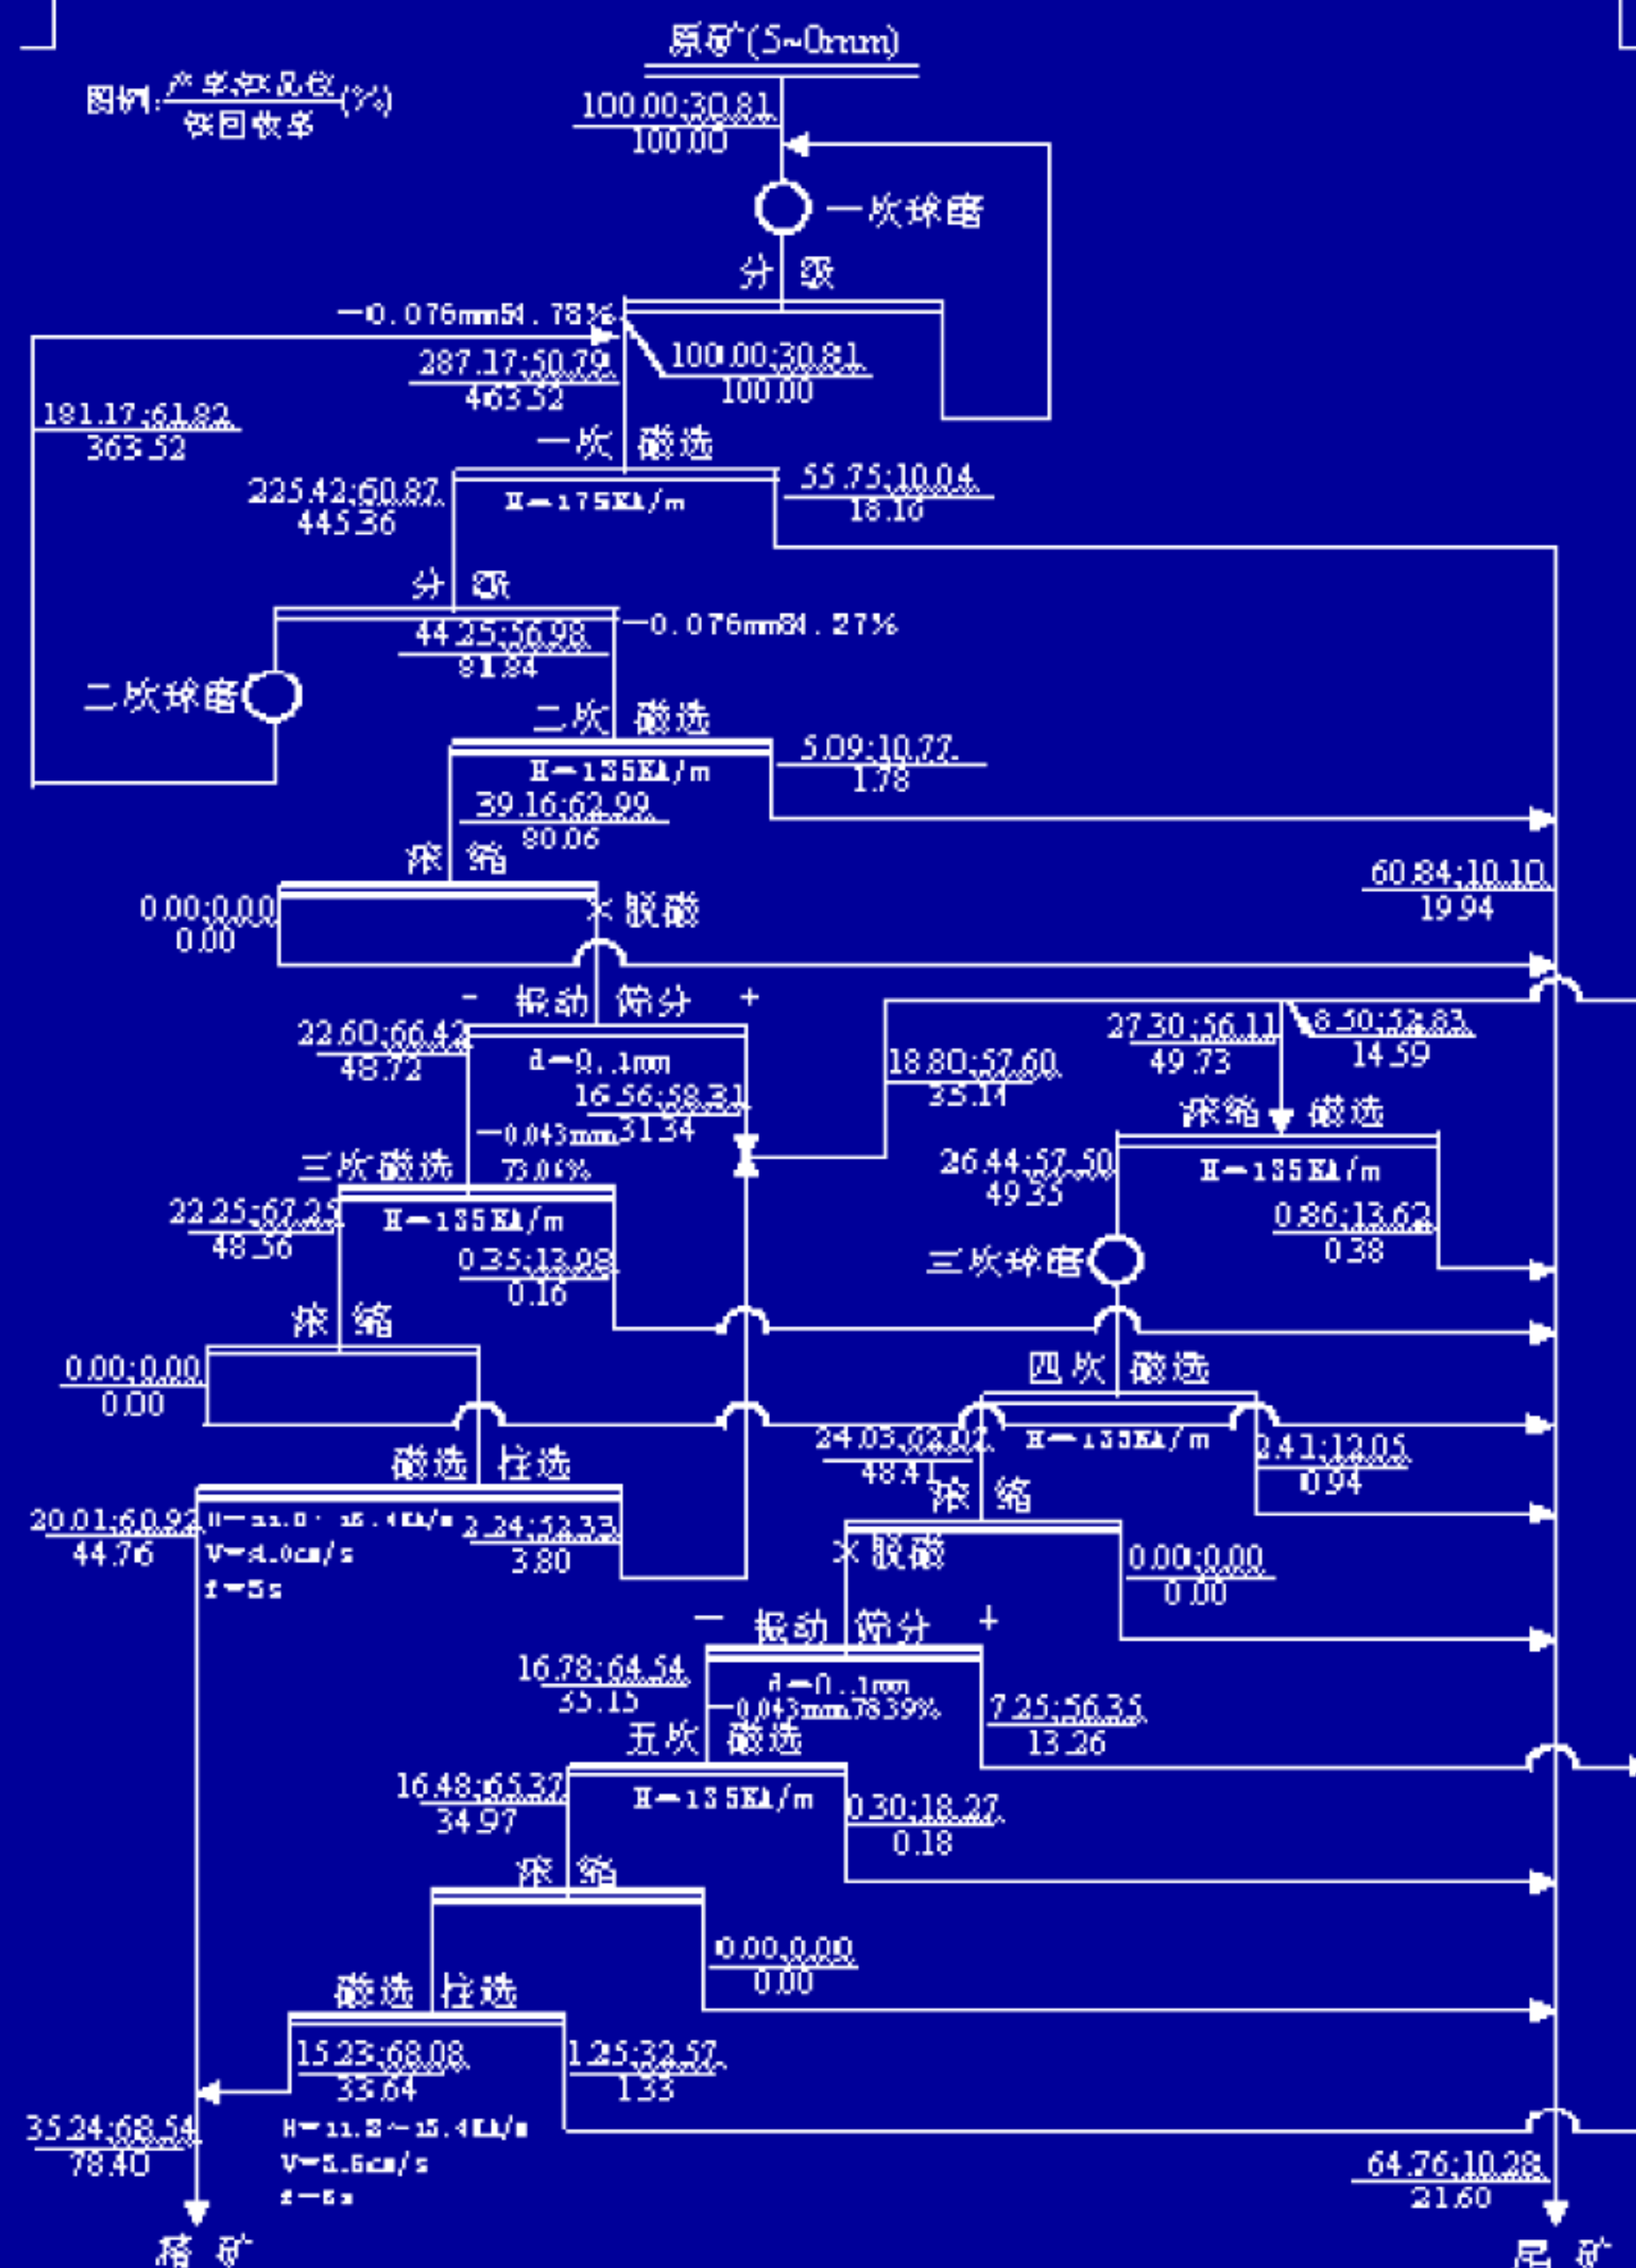 原矿(5~0mm)
图例:产率;品位(%)
铁回收率
100.00;30.81
100.00
一次球磨
分 级
-0.076mm54.78%
287.17;50.79
463.52
100.00;30.81
100.00
181.17;61.82
363.52
一次 磁选
225.42;60.87
445.36
H=175KA/m
55.75;10.04
18.16
分 级
44.25;56.98
81.84
-0.076mm84.27%
二次球磨
二次 磁选
H=135KA/m
5.09;10.77
1.78
39.16;62.99
80.06
浓 缩
60.84;10.10
19.94
0.00;0.00
0.00
脱磁
- 振动 筛分 +
22.60;66.42
48.72
d=0.1mm
16.56;58.31
31.34
18.80;57.60
35.14
27.30;56.11
49.73
8.50;52.83
14.59
浓缩 磁选
-0.043mm
73.04%
三次磁选
26.44;57.50
49.35
H=135KA/m
22.25;67.25
48.56
H=135KA/m
0.35;13.98
0.16
0.86;13.62
0.38
三次球磨
浓 缩
0.00;0.00
0.00
四次 磁选
24.03;62.07
48.41
H=135KA/m
2.41;12.05
0.94
磁选 柱选
浓 缩
20.01;60.92
44.76
V=4.0cm/s
f=5s
2.24;52.33
3.80
脱磁
0.00;0.00
0.00
- 振动 筛分 +
16.78;64.54
35.15
d=0.1mm
-0.043mm78.39%
7.25;56.35
13.26
五次 磁选
16.48;65.37
34.97
H=135KA/m
0.30;18.27
0.18
浓 缩
0.00;0.00
0.00
磁选 柱选
15.23;68.08
33.64
1.25;32.57
1.33
35.24;68.54
78.40
64.76;10.28
21.60
精 矿
尾 矿